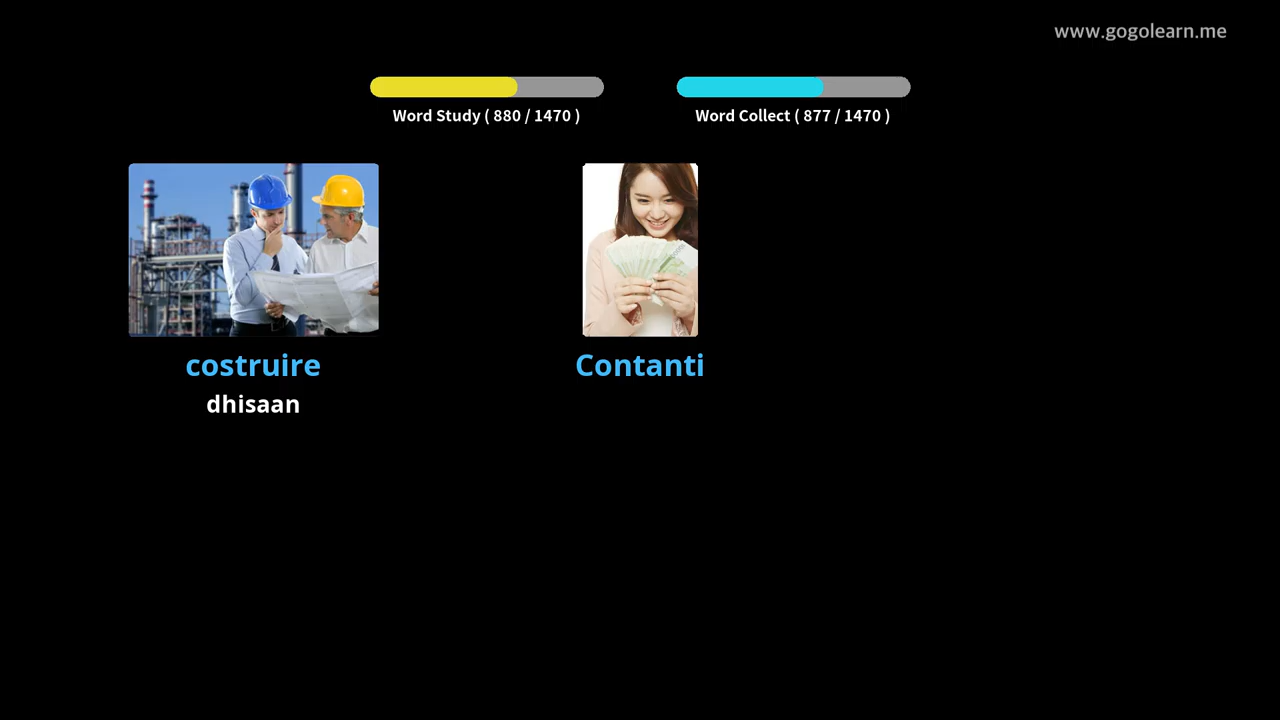 www.gogolearn.me
Word Study ( 880 / 1470 )
Word Collect ( 877 / 1470 )
costruire
dhisaan
Contanti